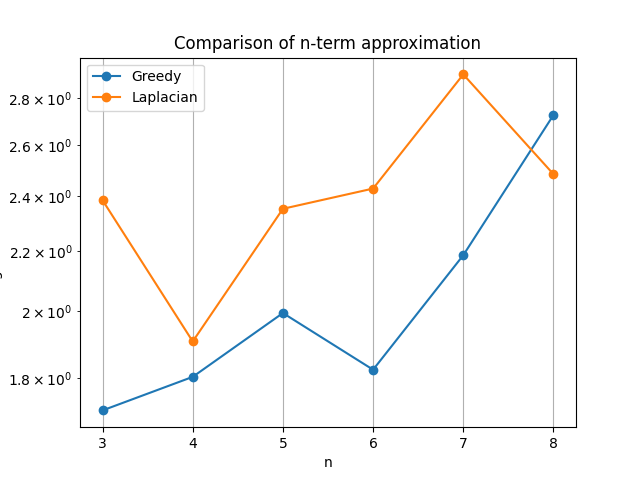 Comparison of n-term approximation
Greedy
Laplacian
2.8 × 10⁰
2.6 × 10⁰
2.4 × 10⁰
2.2 × 10⁰
2 × 10⁰
1.8 × 10⁰
3 4 5 6 7 8
n